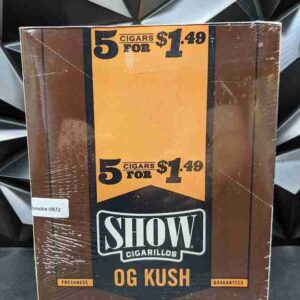 5 CIGARS FOR $1.49
5 CIGARS FOR $1.49
Smoke-0872
SHOW
CIGARILLOS
OG KUSH
FRESHNESS GUARANTEED